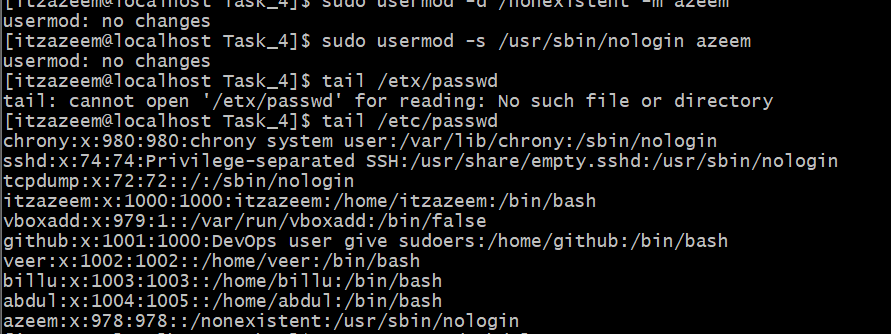 [itzazeem@localhost Task_4]$ sudo usermod -d /nonexistent -m azeem
usermod: no changes
[itzazeem@localhost Task_4]$ sudo usermod -s /usr/sbin/nologin azeem
usermod: no changes
[itzazeem@localhost Task_4]$ tail /etx/passwd
tail: cannot open '/etx/passwd' for reading: No such file or directory
[itzazeem@localhost Task_4]$ tail /etc/passwd
chrony:x:980:980:chrony system user:/var/lib/chrony:/sbin/nologin
sshd:x:74:74:Privilege-separated SSH:/usr/share/empty.sshd:/usr/sbin/nologin
tcpdump:x:72:72::/:/sbin/nologin
itzazeem:x:1000:1000:itzazeem:/home/itzazeem:/bin/bash
vboxadd:x:979:1::/var/run/vboxadd:/bin/false
github:x:1001:1000:DevOps user give sudoers:/home/github:/bin/bash
veer:x:1002:1002::/home/veer:/bin/bash
billu:x:1003:1003::/home/billu:/bin/bash
abdul:x:1004:1005::/home/abdul:/bin/bash
azeem:x:978:978::/nonexistent:/usr/sbin/nologin